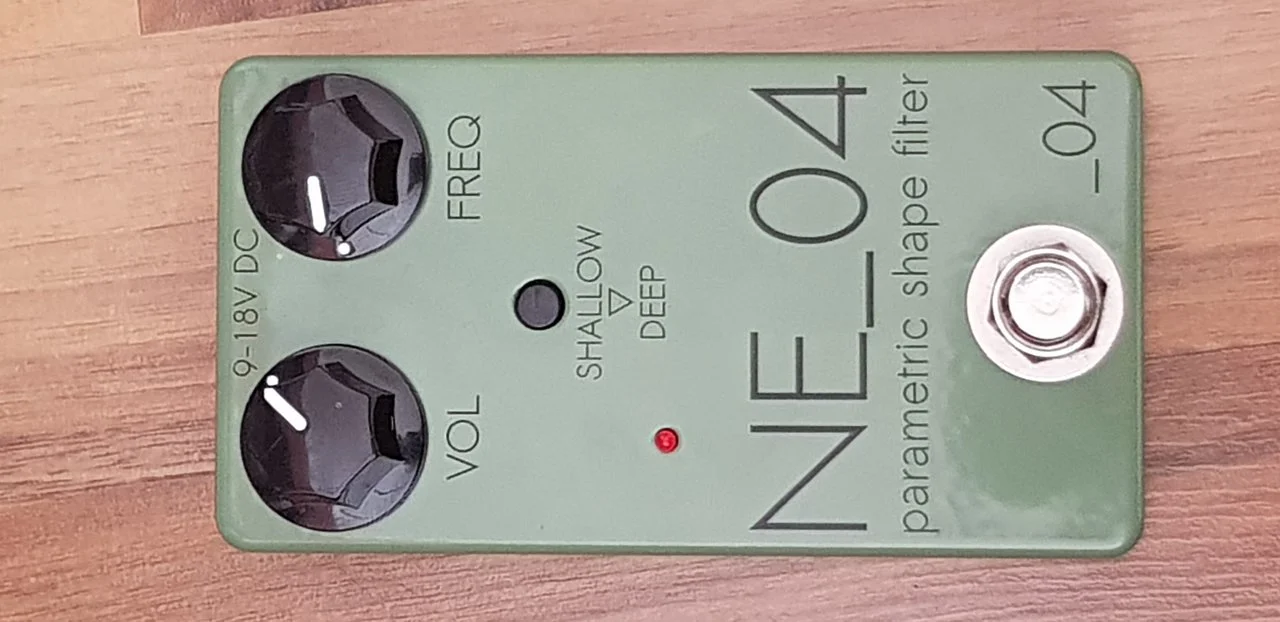 9-18V DC
VOL FREQ
SHALLOW
DEEP
NE_04
parametric shape filter
_04